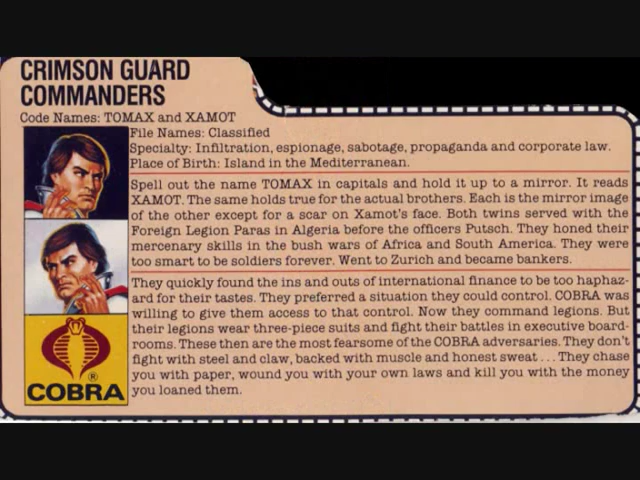 CRIMSON GUARD
COMMANDERS
Code Names: TOMAX and XAMOT
File Names: Classified
Specialty: Infiltration, espionage, sabotage, propaganda and corporate law.
Place of Birth: Island in the Mediterranean.
Spell out the name TOMAX in capitals and hold it up to a mirror. It reads
XAMOT. The same holds true for the actual brothers. Each is the mirror image
of the other except for a scar on Xamot's face. Both twins served with the
Foreign Legion Paras in Algeria before the officers Putsch. They honed their
mercenary skills in the bush wars of Africa and South America. They were
too smart to be soldiers forever. Went to Zurich and became bankers.
They quickly found the ins and outs of international finance to be too haphaz-
ard for their tastes. They preferred a situation they could control. COBRA was
willing to give them access to that control. Now they command legions. But
their legions wear three-piece suits and fight their battles in executive board-
rooms. These then are the most fearsome of the COBRA adversaries. They don't
fight with steel and claw, backed with muscle and honest sweat . . . They chase
you with paper, wound you with your own laws and kill you with the money
you loaned them.
®
COBRA